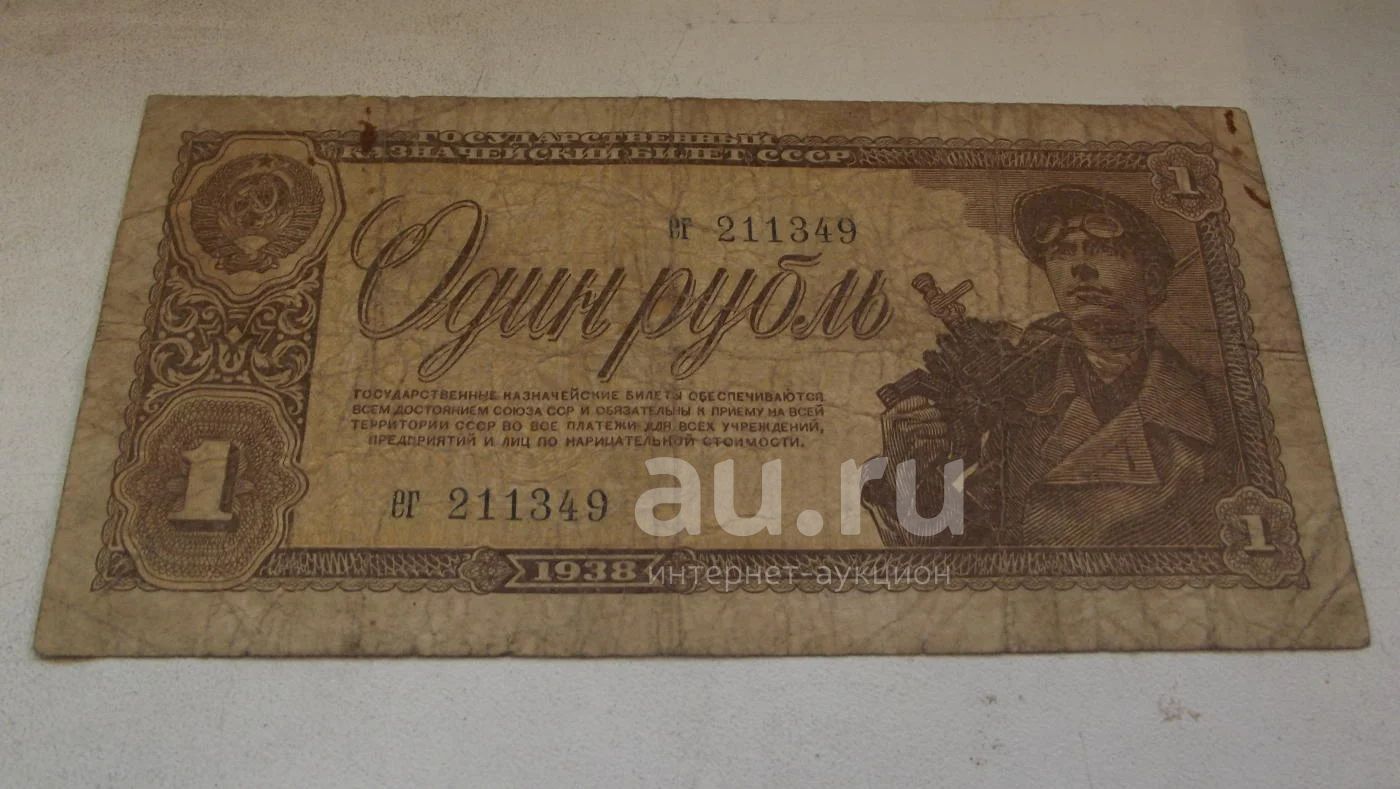 ГОСУДАРСТВЕННЫЙ
КАЗНАЧЕЙСКИЙ БИЛЕТ СССР
1
ег 211349
Один рубль
ГОСУДАРСТВЕННЫЕ КАЗНАЧЕЙСКИЕ БИЛЕТЫ ОБЕСПЕЧИВАЮТСЯ
ВСЕМ ДОСТОЯНИЕМ СОЮЗА ССР И ОБЯЗАТЕЛЬНЫ К ПРИЕМУ НА ВСЕЙ
ТЕРРИТОРИИ СССР ВО ВСЕ ПЛАТЕЖИ ДЛЯ ВСЕХ УЧРЕЖДЕНИЙ,
ПРЕДПРИЯТИЙ И ЛИЦ ПО НАРИЦАТЕЛЬНОЙ СТОИМОСТИ.
1
ег 211349
au.ru
интернет-аукцион
1938
1